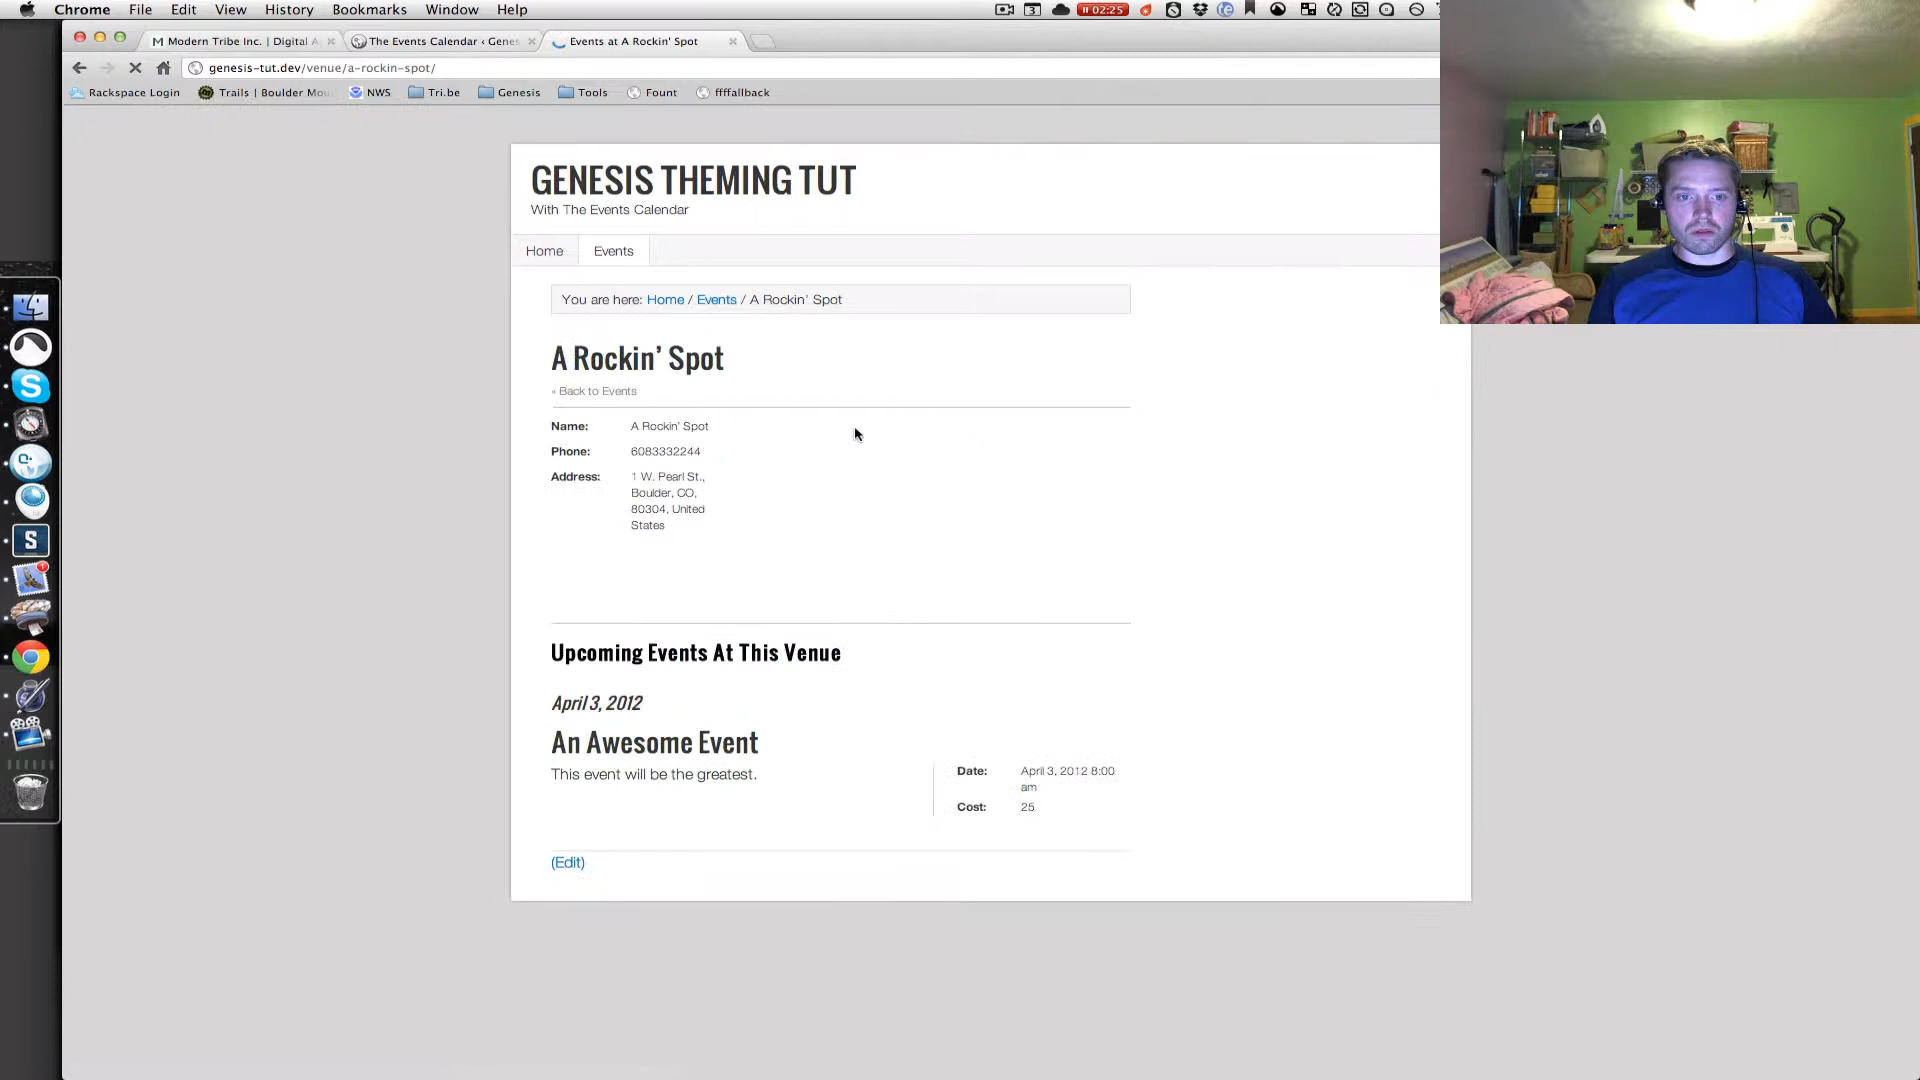 Chrome File Edit View History Bookmarks Window Help
3 02:25
Modern Tribe Inc. | Digital A
The Events Calendar ‹ Genes
Events at A Rockin' Spot
genesis-tut.dev/venue/a-rockin-spot/
Rackspace Login Trails | Boulder Mou NWS Tri.be Genesis Tools Fount ffffallback
GENESIS THEMING TUT
With The Events Calendar
Home Events
You are here: Home / Events / A Rockin’ Spot
A Rockin’ Spot
« Back to Events
Name: A Rockin’ Spot
Phone: 6083332244
Address: 1 W. Pearl St.,
Boulder, CO,
80304, United
States
Upcoming Events At This Venue
April 3, 2012
An Awesome Event
This event will be the greatest.
Date: April 3, 2012 8:00
am
Cost: 25
(Edit)